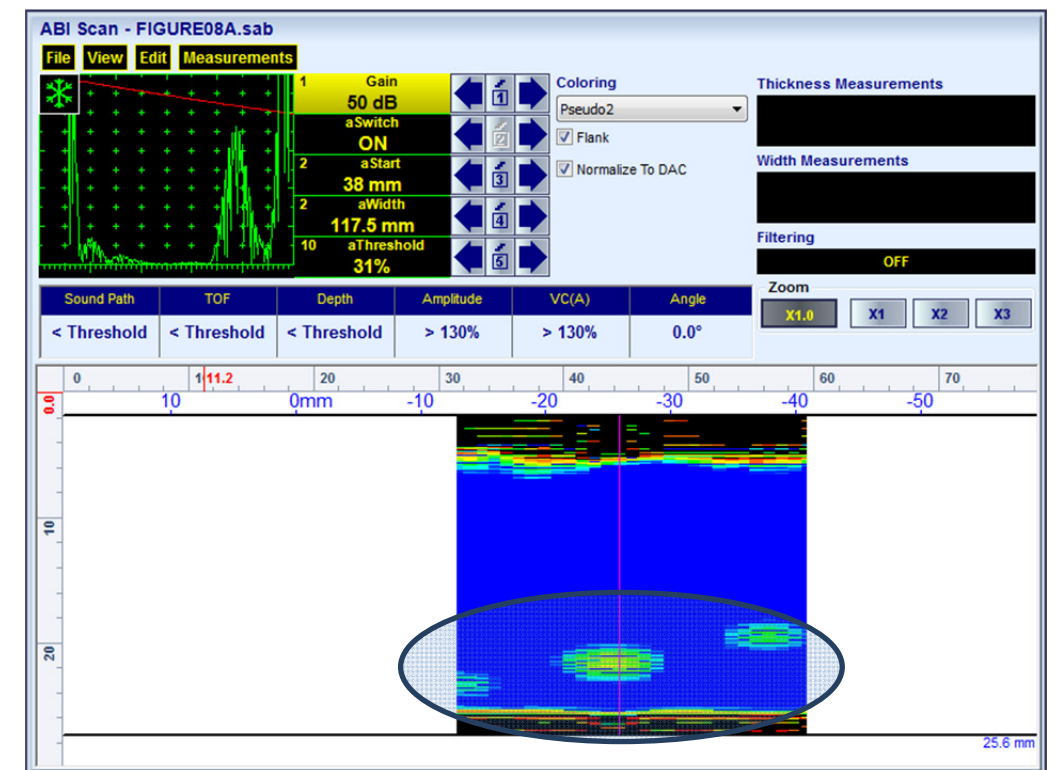 ABI Scan - FIGURE08A.sab
File View Edit Measurements
1 Gain
50 dB
1
aSwitch
ON
2
2 aStart
38 mm
3
2 aWidth
117.5 mm
4
10 aThreshold
31%
5
Coloring
Pseudo2
Flank
Normalize To DAC
Thickness Measurements
Width Measurements
Filtering
OFF
Zoom
X1.0 X1 X2 X3
Sound Path TOF Depth Amplitude VC(A) Angle
< Threshold < Threshold < Threshold > 130% > 130% 0.0°
0 11.2 20 30 40 50 60 70
10 0mm -10 -20 -30 -40 -50
0.0
10
20
25.6 mm